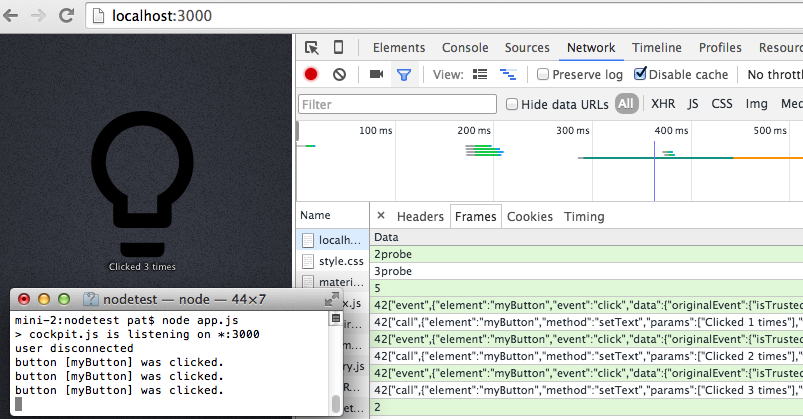 localhost:3000
Elements Console Sources Network Timeline Profiles Resourc
View: Preserve log Disable cache No thrott
Filter Hide data URLs All XHR JS CSS Img Med
100 ms 200 ms 300 ms 400 ms 500 ms
Name × Headers Frames Cookies Timing
localh... Data
style.css 2probe
materi... 3probe
5
42["event",{"element":"myButton","event":"click","data":{"originalEvent":{"isTruste
42["call",{"element":"myButton","method":"setText","params":["Clicked 1 times"],"
42["event",{"element":"myButton","event":"click","data":{"originalEvent":{"isTruste
42["call",{"element":"myButton","method":"setText","params":["Clicked 2 times"],"
42["event",{"element":"myButton","event":"click","data":{"originalEvent":{"isTruste
42["call",{"element":"myButton","method":"setText","params":["Clicked 3 times"],"
2
Clicked 3 times
nodetest — node — 44×7
mini-2:nodetest pat$ node app.js
> cockpit.js is listening on *:3000
user disconnected
button [myButton] was clicked.
button [myButton] was clicked.
button [myButton] was clicked.